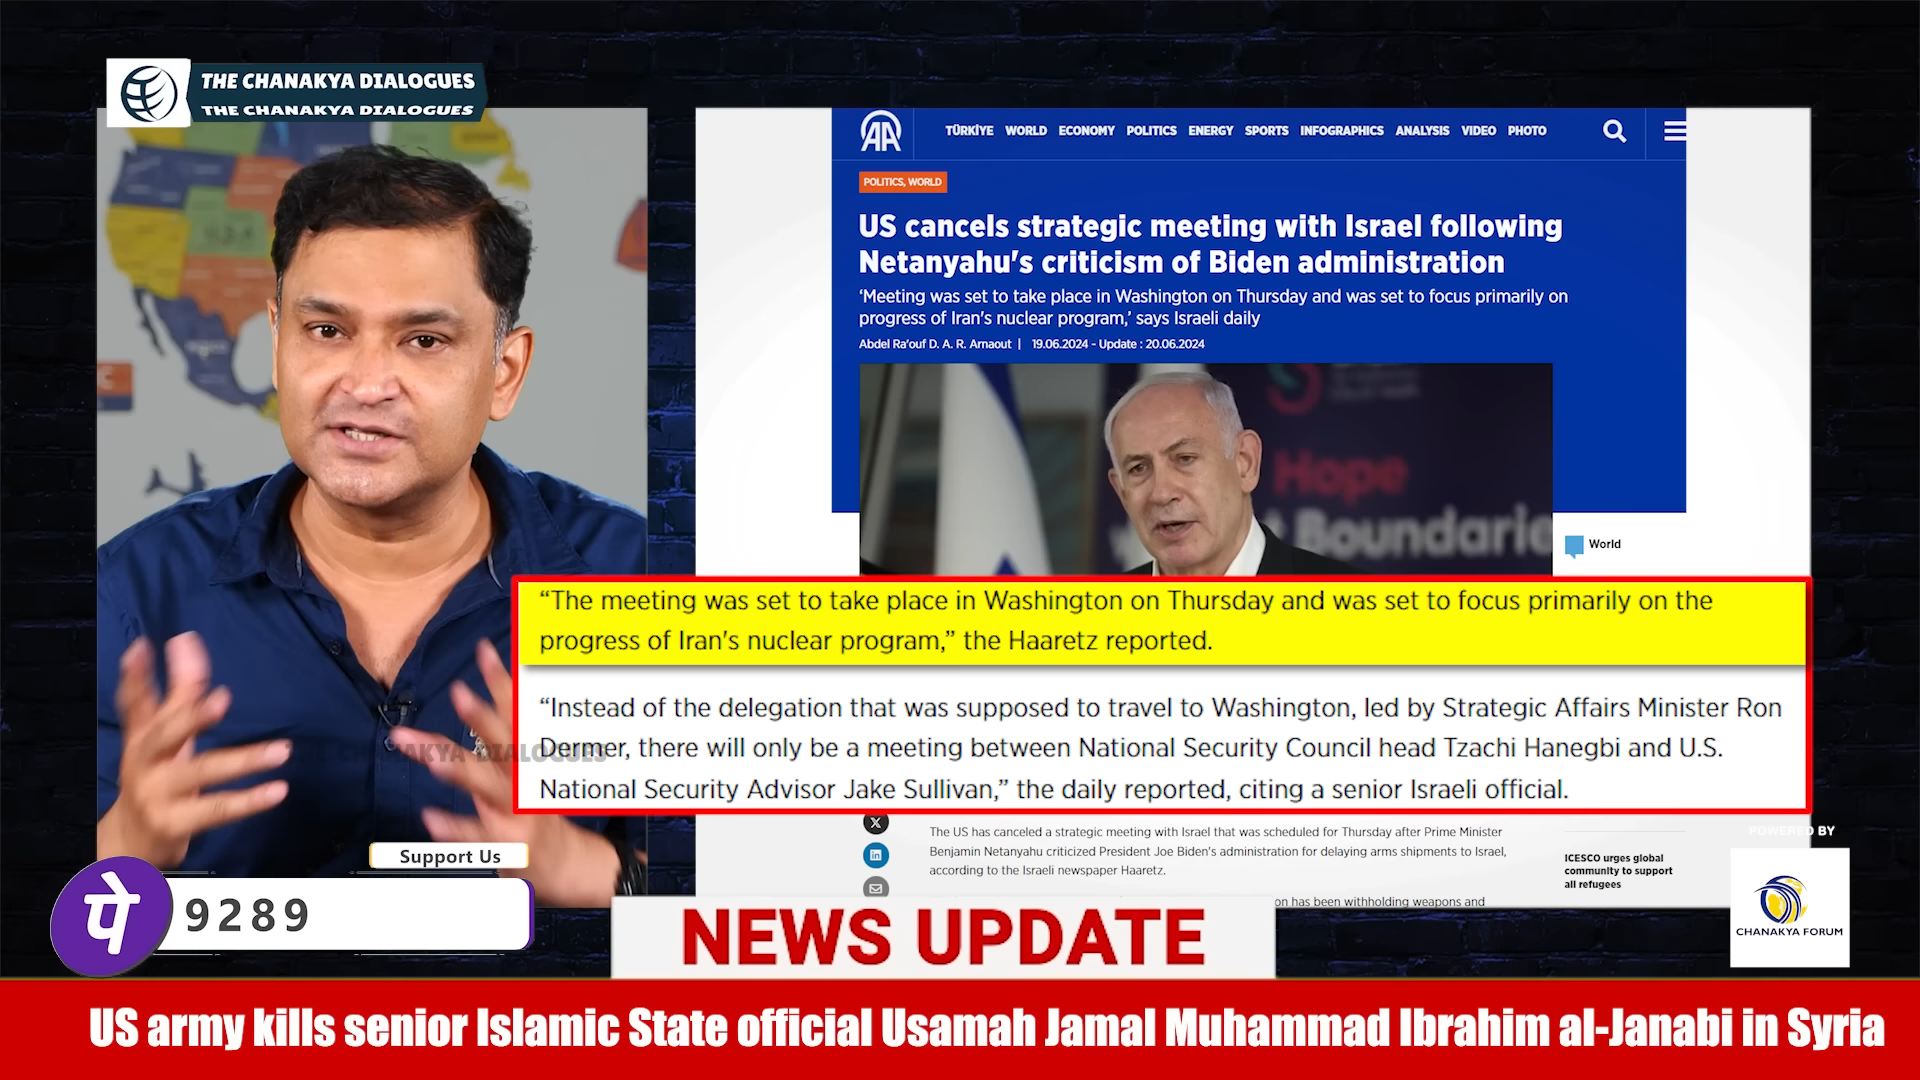 THE CHANAKYA DIALOGUES
THE CHANAKYA DIALOGUES
TÜRKİYE WORLD ECONOMY POLITICS ENERGY SPORTS INFOGRAPHICS ANALYSIS VIDEO PHOTO
POLITICS, WORLD
US cancels strategic meeting with Israel following
Netanyahu's criticism of Biden administration
‘Meeting was set to take place in Washington on Thursday and was set to focus primarily on
progress of Iran's nuclear program,’ says Israeli daily
Abdel Ra'ouf D. A. R. Arnaout | 19.06.2024 - Update : 20.06.2024
Hope
Boundarie
World
“The meeting was set to take place in Washington on Thursday and was set to focus primarily on the
progress of Iran's nuclear program,” the Haaretz reported.
“Instead of the delegation that was supposed to travel to Washington, led by Strategic Affairs Minister Ron
Dermer, there will only be a meeting between National Security Council head Tzachi Hanegbi and U.S.
National Security Advisor Jake Sullivan,” the daily reported, citing a senior Israeli official.
THE CHANAKYA DIALOGUES
The US has canceled a strategic meeting with Israel that was scheduled for Thursday after Prime Minister
Benjamin Netanyahu criticized President Joe Biden's administration for delaying arms shipments to Israel,
according to the Israeli newspaper Haaretz.
on has been withholding weapons and
ICESCO urges global
community to support
all refugees
POWERED BY
CHANAKYA FORUM
Support Us
पे
9289
NEWS UPDATE
US army kills senior Islamic State official Usamah Jamal Muhammad Ibrahim al-Janabi in Syria